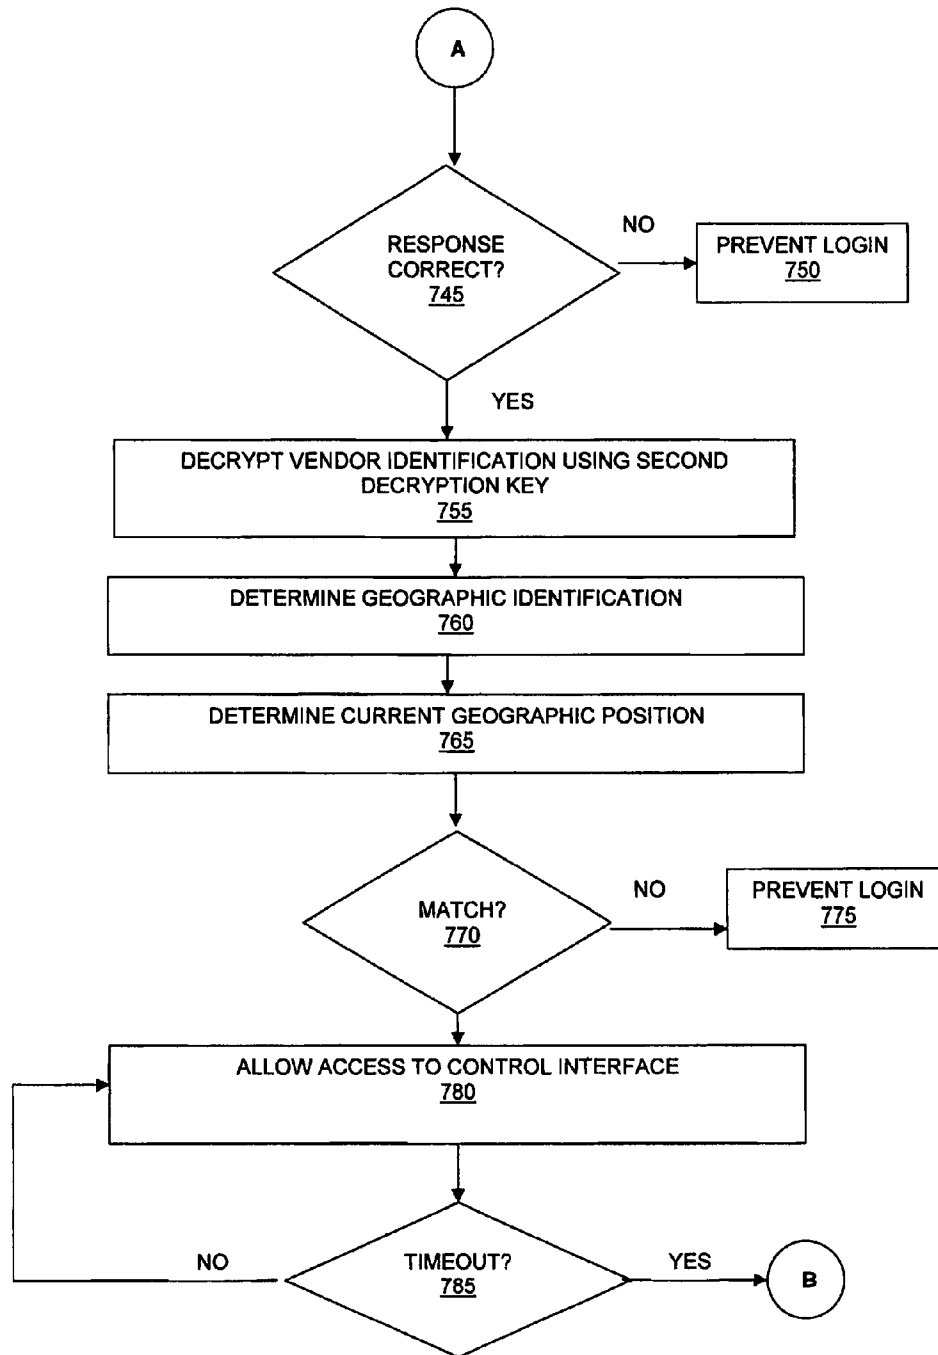 A
RESPONSE
CORRECT?
745
NO
PREVENT LOGIN
750
YES
DECRYPT VENDOR IDENTIFICATION USING SECOND
DECRYPTION KEY
755
DETERMINE GEOGRAPHIC IDENTIFICATION
760
DETERMINE CURRENT GEOGRAPHIC POSITION
765
MATCH?
770
NO
PREVENT LOGIN
775
ALLOW ACCESS TO CONTROL INTERFACE
780
NO
TIMEOUT?
785
YES
B